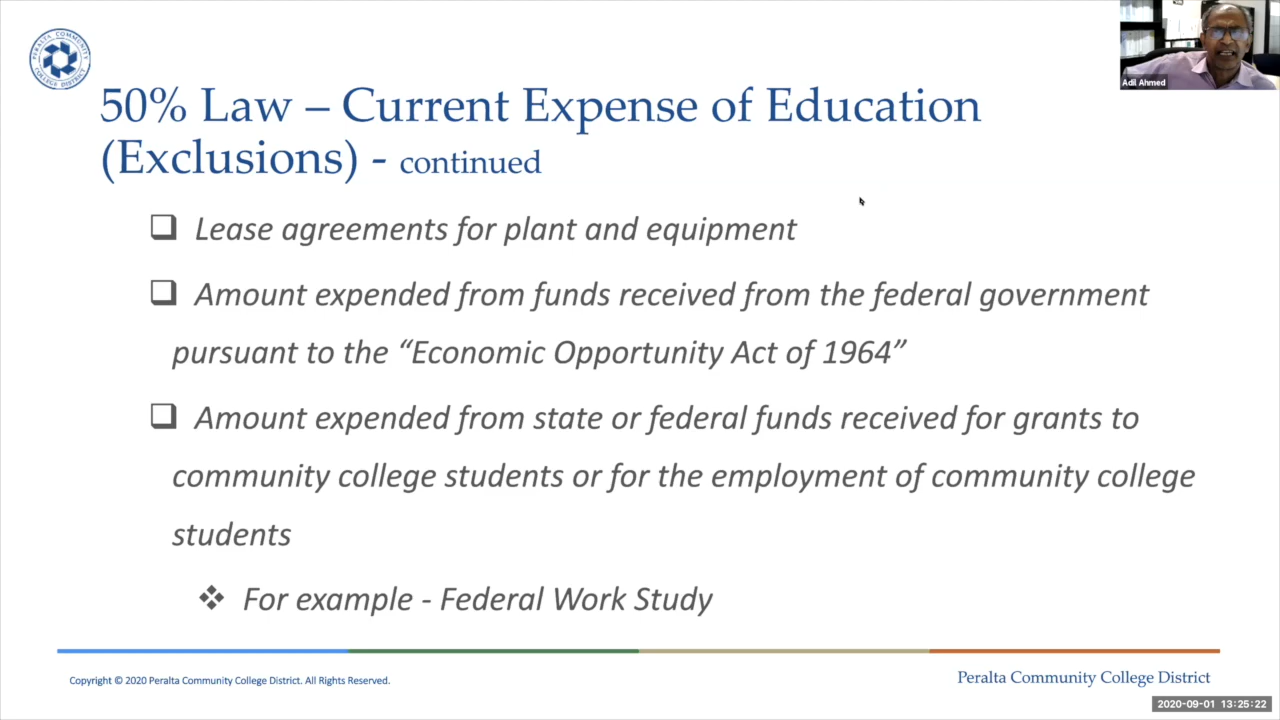 PERALTA COMMUNITY COLLEGE DISTRICT
Adil Ahmed
50% Law – Current Expense of Education
(Exclusions) - continued
❑ Lease agreements for plant and equipment
❑ Amount expended from funds received from the federal government
pursuant to the “Economic Opportunity Act of 1964”
❑ Amount expended from state or federal funds received for grants to
community college students or for the employment of community college
students
❖ For example - Federal Work Study
Copyright © 2020 Peralta Community College District. All Rights Reserved.
Peralta Community College District
2020-09-01 13:25:22